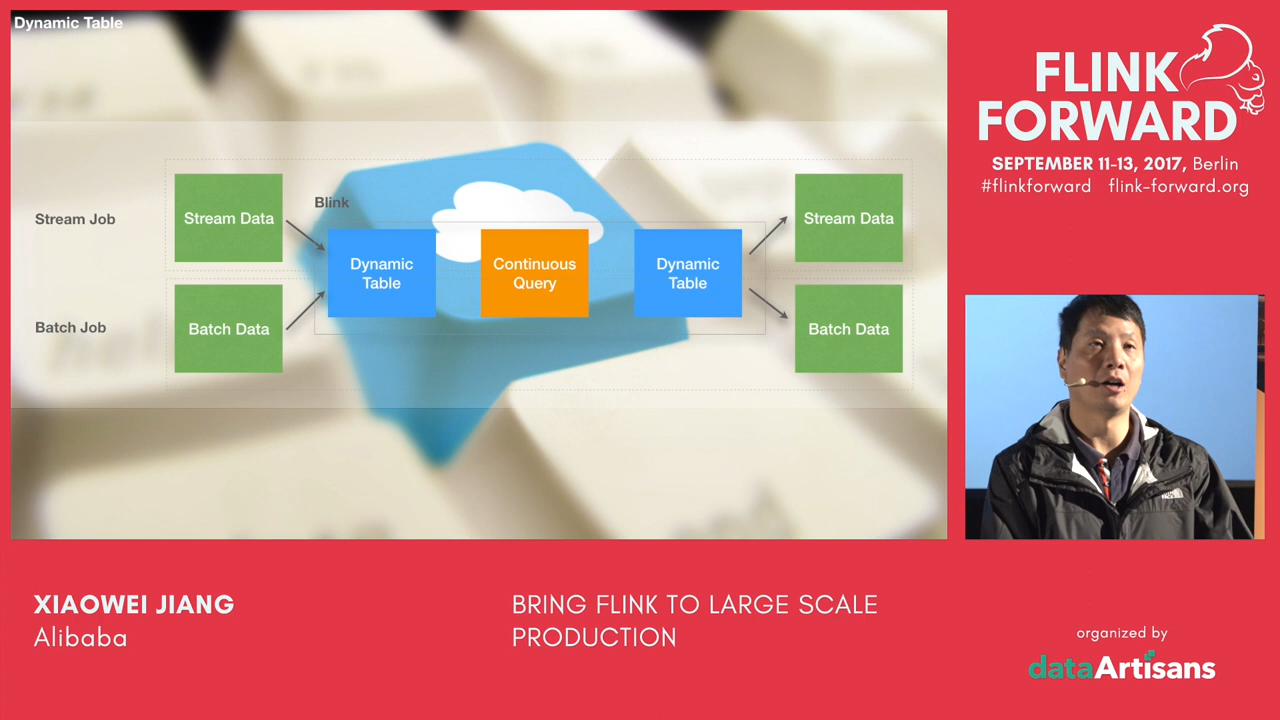 Dynamic Table
Stream Job
Stream Data
Blink
Dynamic
Table
Continuous
Query
Dynamic
Table
Stream Data
Batch Job
Batch Data
Batch Data
FLINK
FORWARD
SEPTEMBER 11-13, 2017, Berlin
#flinkforward flink-forward.org
XIAOWEI JIANG
Alibaba
BRING FLINK TO LARGE SCALE
PRODUCTION
organized by
dataArtisans